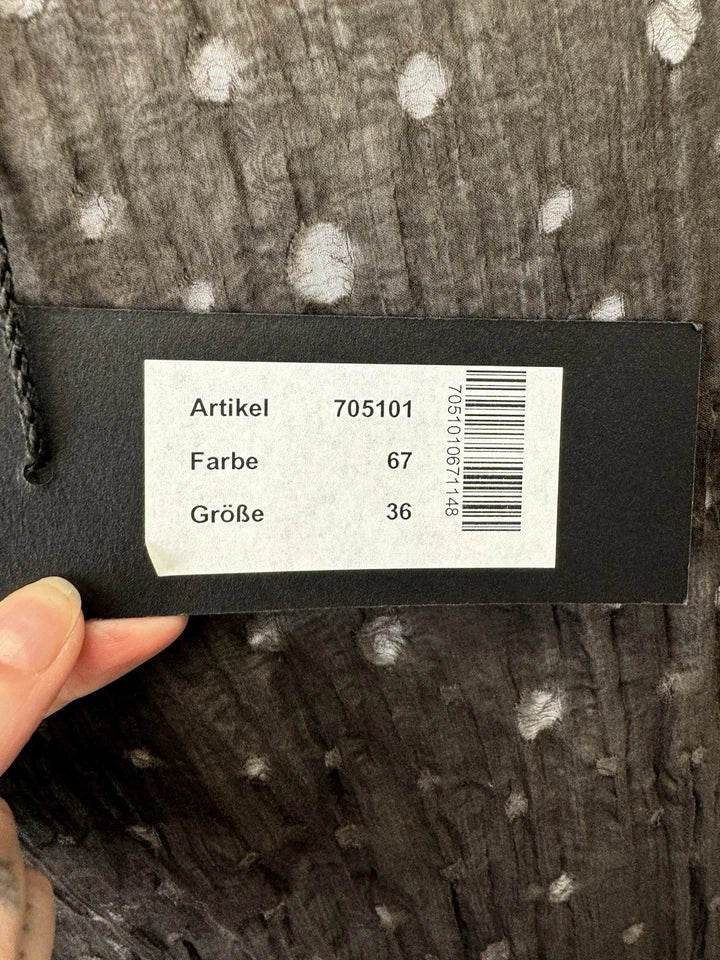 Artikel 705101
Farbe 67
Größe 36
7051010671148